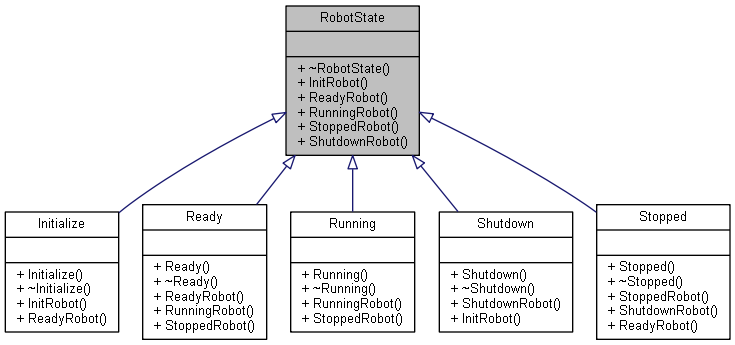 RobotState
+ ~RobotState()
+ InitRobot()
+ ReadyRobot()
+ RunningRobot()
+ StoppedRobot()
+ ShutdownRobot()
Initialize
+ Initialize()
+ ~Initialize()
+ InitRobot()
+ ReadyRobot()
Ready
+ Ready()
+ ~Ready()
+ ReadyRobot()
+ RunningRobot()
+ StoppedRobot()
Running
+ Running()
+ ~Running()
+ RunningRobot()
+ StoppedRobot()
Shutdown
+ Shutdown()
+ ~Shutdown()
+ ShutdownRobot()
+ InitRobot()
Stopped
+ Stopped()
+ ~Stopped()
+ StoppedRobot()
+ ShutdownRobot()
+ ReadyRobot()